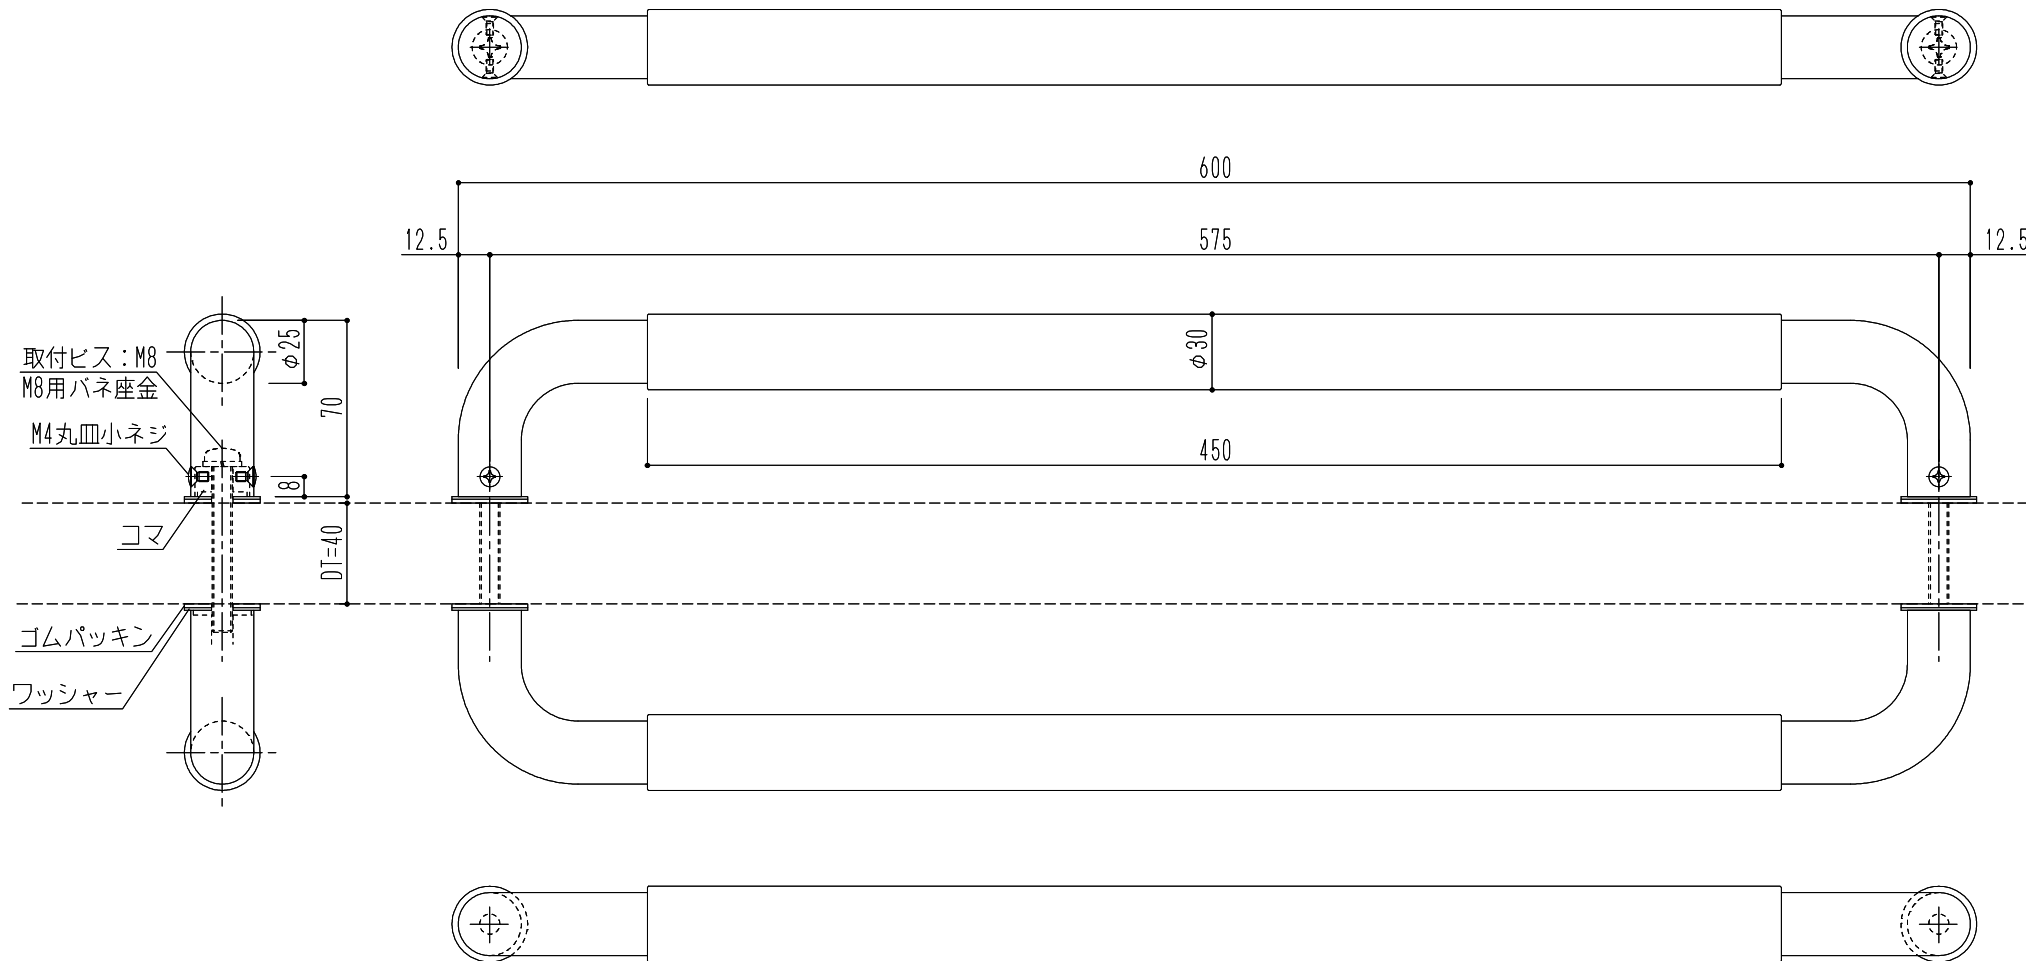 600
12.5
575
12.5
φ25
φ30
取付ビス：M8
M8用バネ座金
70
M4丸皿小ネジ
450
8
コマ
DT=40
ゴムパッキン
ワッシャー